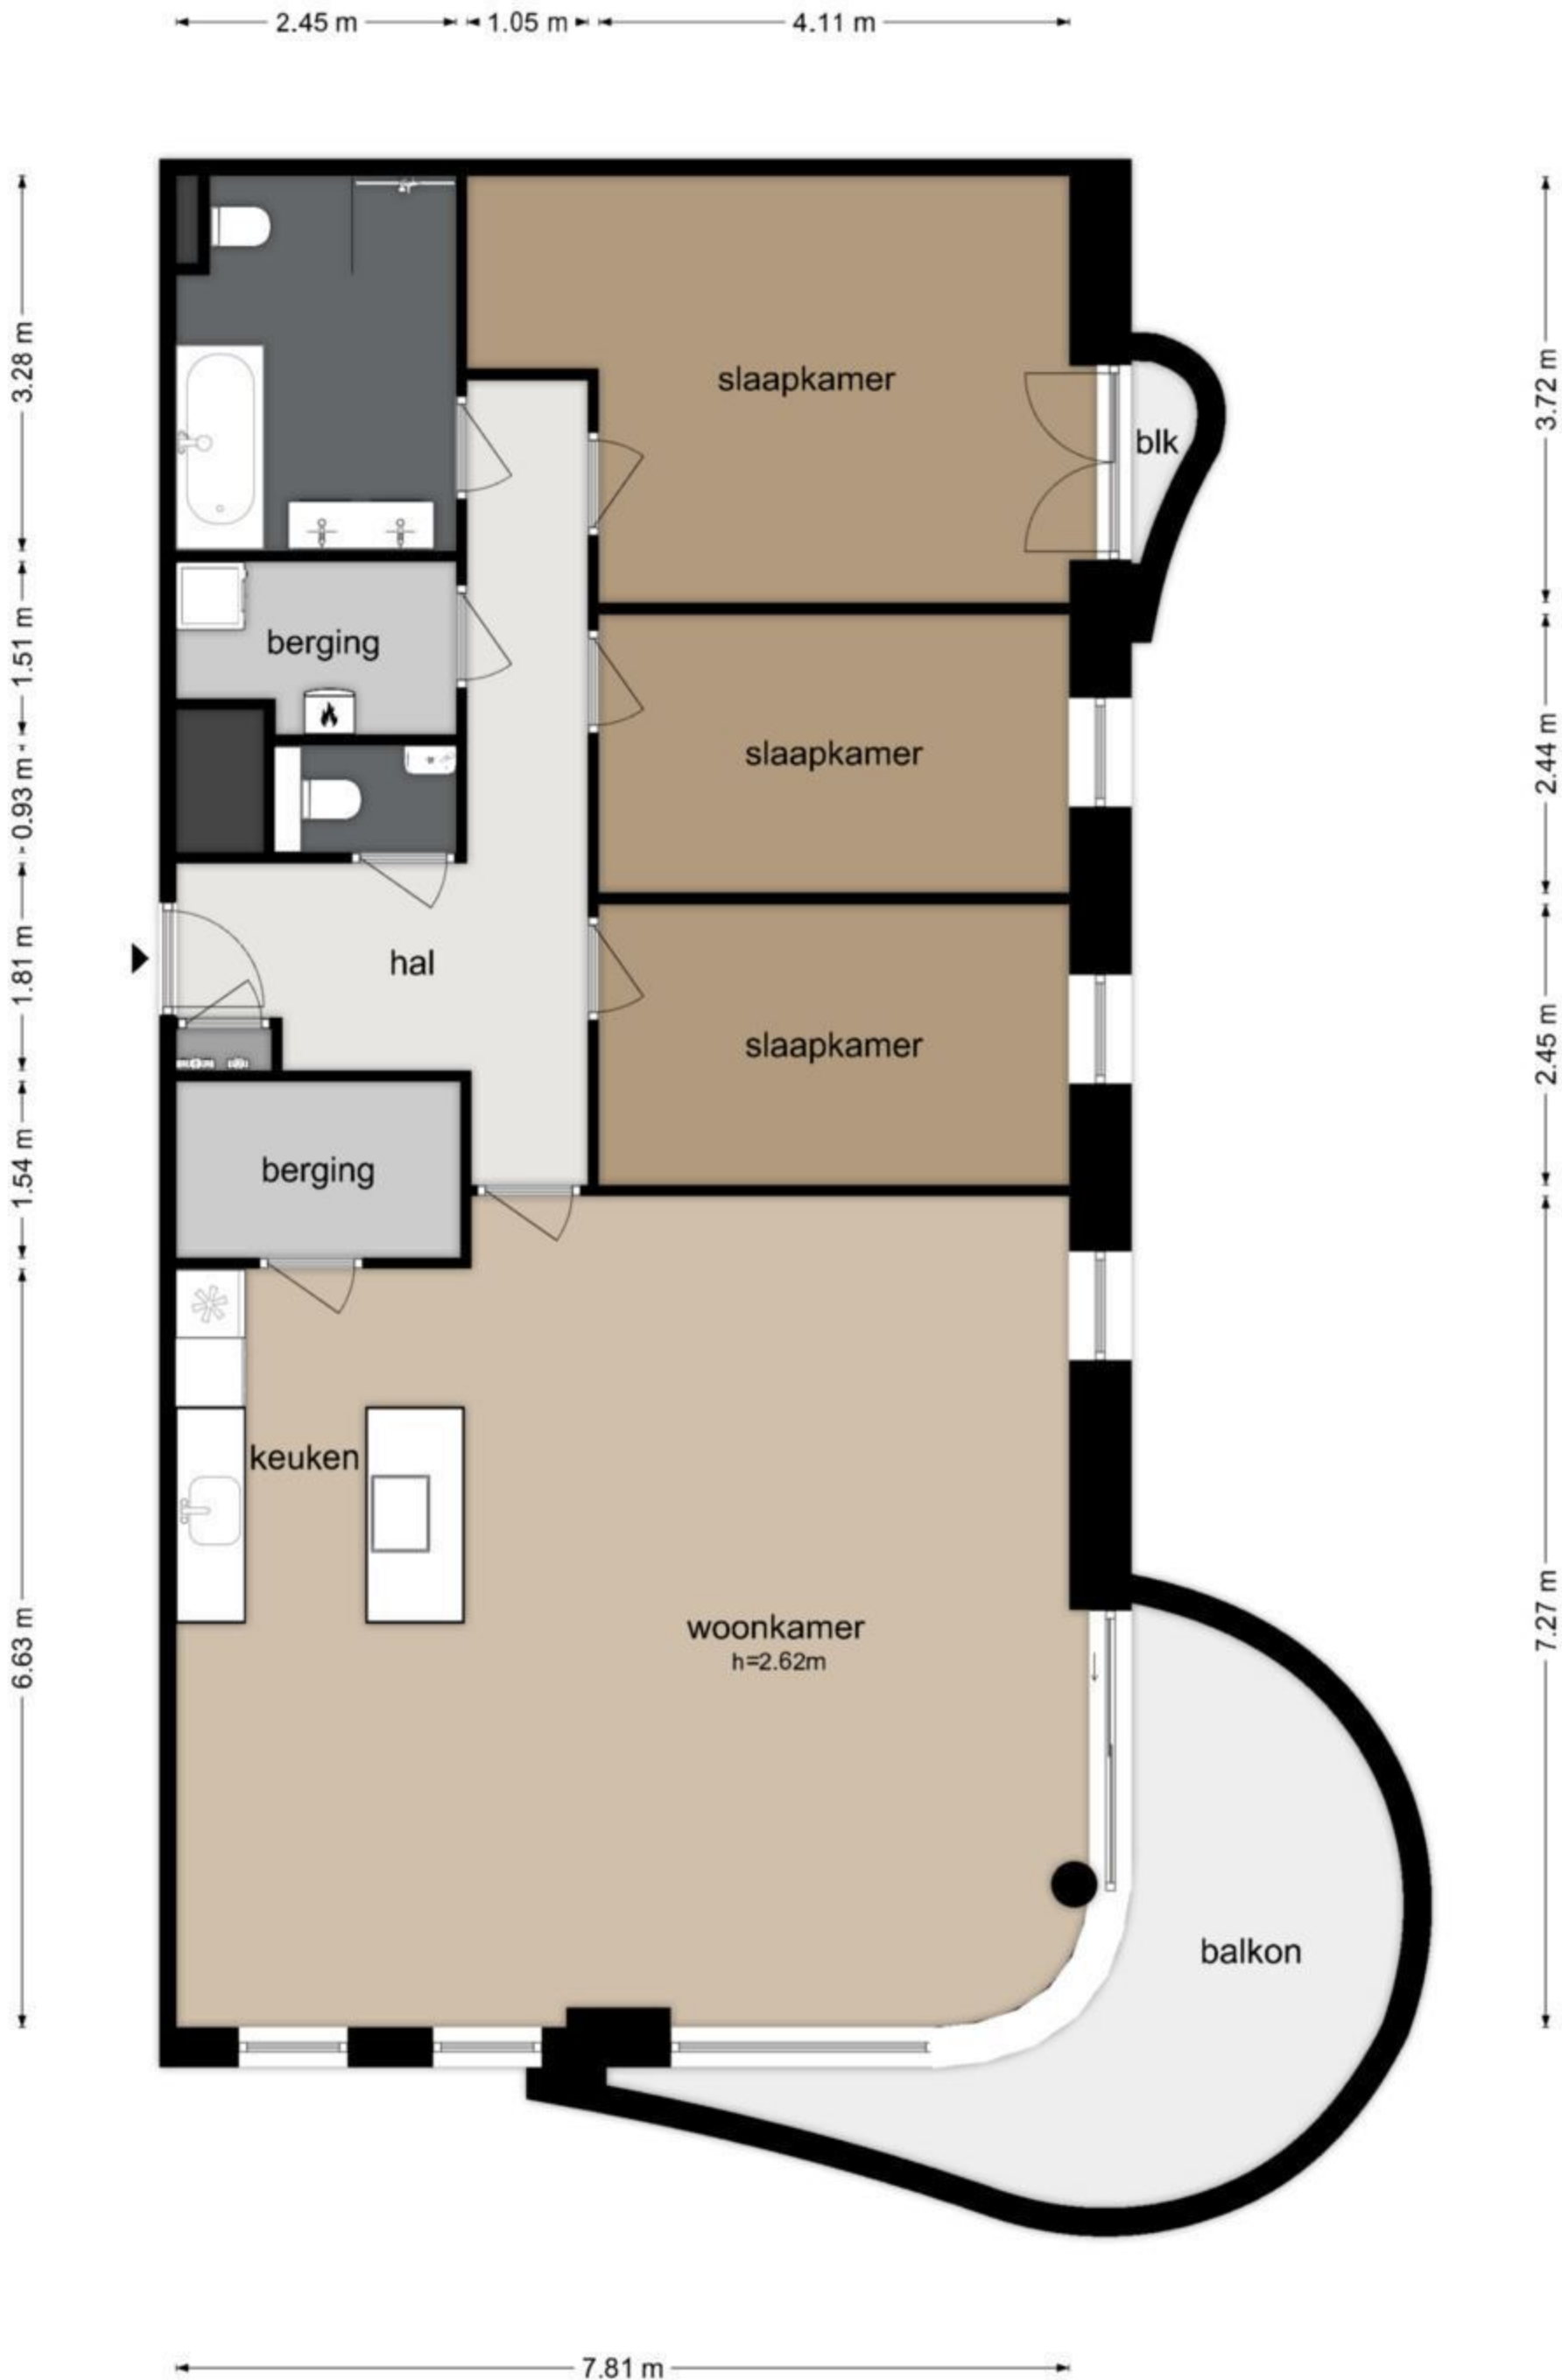 2.45 m
1.05 m
4.11 m
3.28 m
3.72 m
slaapkamer
blk
1.51 m
berging
2.44 m
slaapkamer
0.93 m
1.81 m
hal
2.45 m
slaapkamer
1.54 m
berging
keuken
6.63 m
woonkamer
h=2.62m
7.27 m
balkon
7.81 m